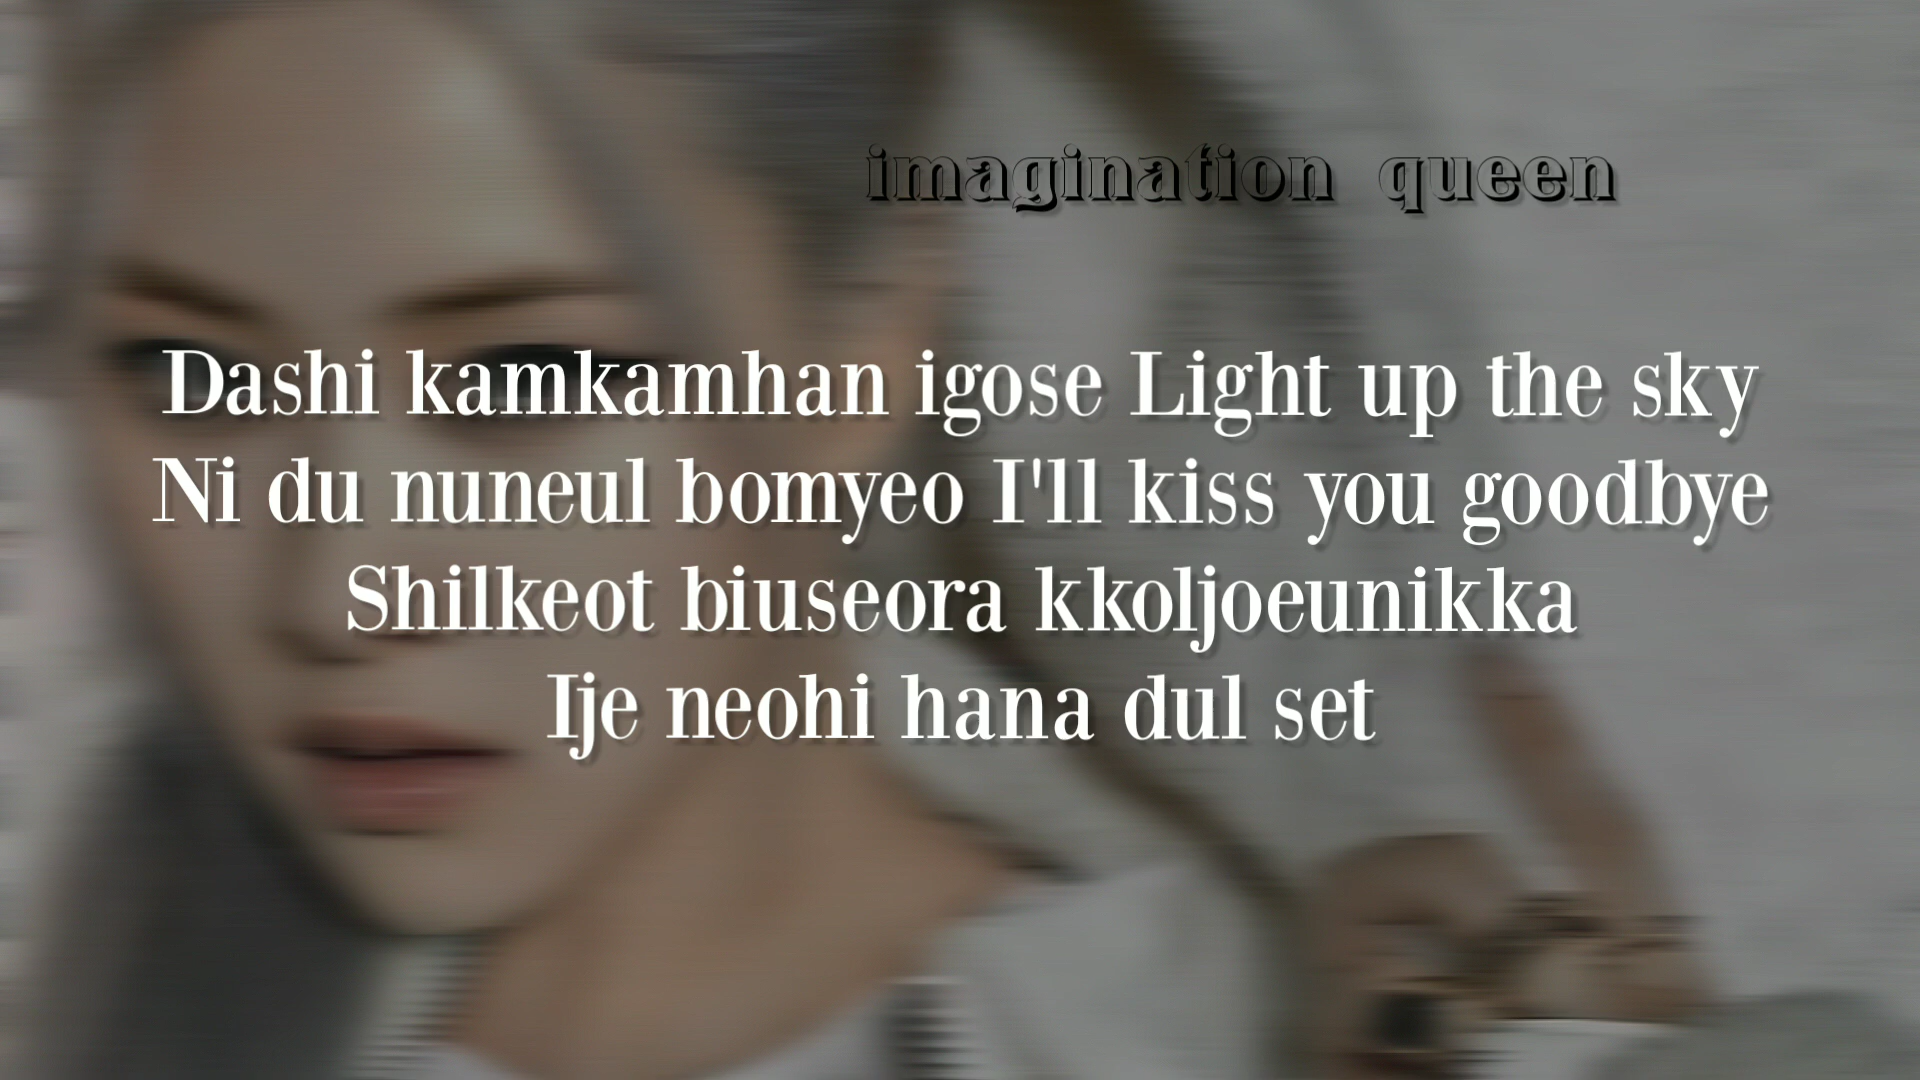 imagination queen
Dashi kamkamhan igose Light up the sky
Ni du nuneul bomyeo I'll kiss you goodbye
Shilkeot biuseora kkoljoeunikka
Ije neohi hana dul set